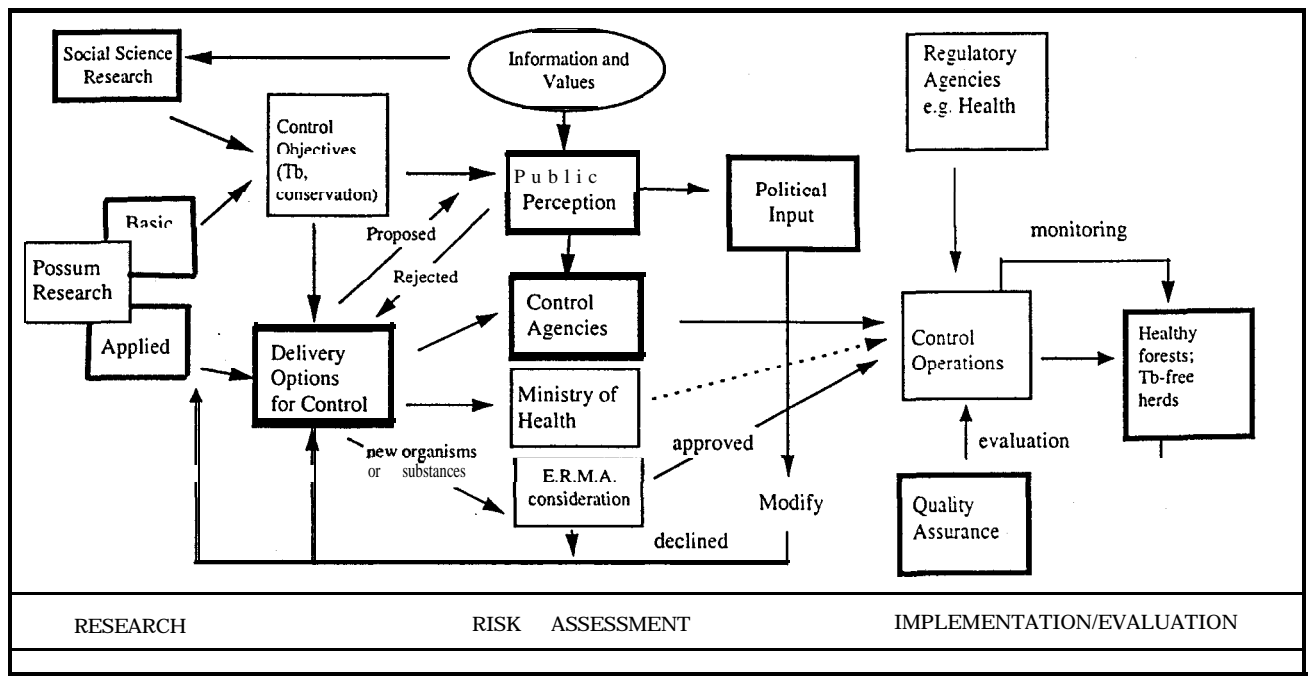 Social Science
Research
Information and
Values
Regulatory
Agencies
e.g. Health
Control
Objectives
(Tb,
conservation)
Public
Perception
Political
Input
Basic
Possum
Research
Applied
Proposed
Rejected
monitoring
Delivery
Options
for Control
Control
Agencies
Control
Operations
Healthy
forests;
Tb-free
herds
Ministry of
Health
new organisms
or substances
E.R.M.A.
consideration
approved
evaluation
Modify
declined
Quality
Assurance
RESEARCH
RISK ASSESSMENT
IMPLEMENTATION/EVALUATION